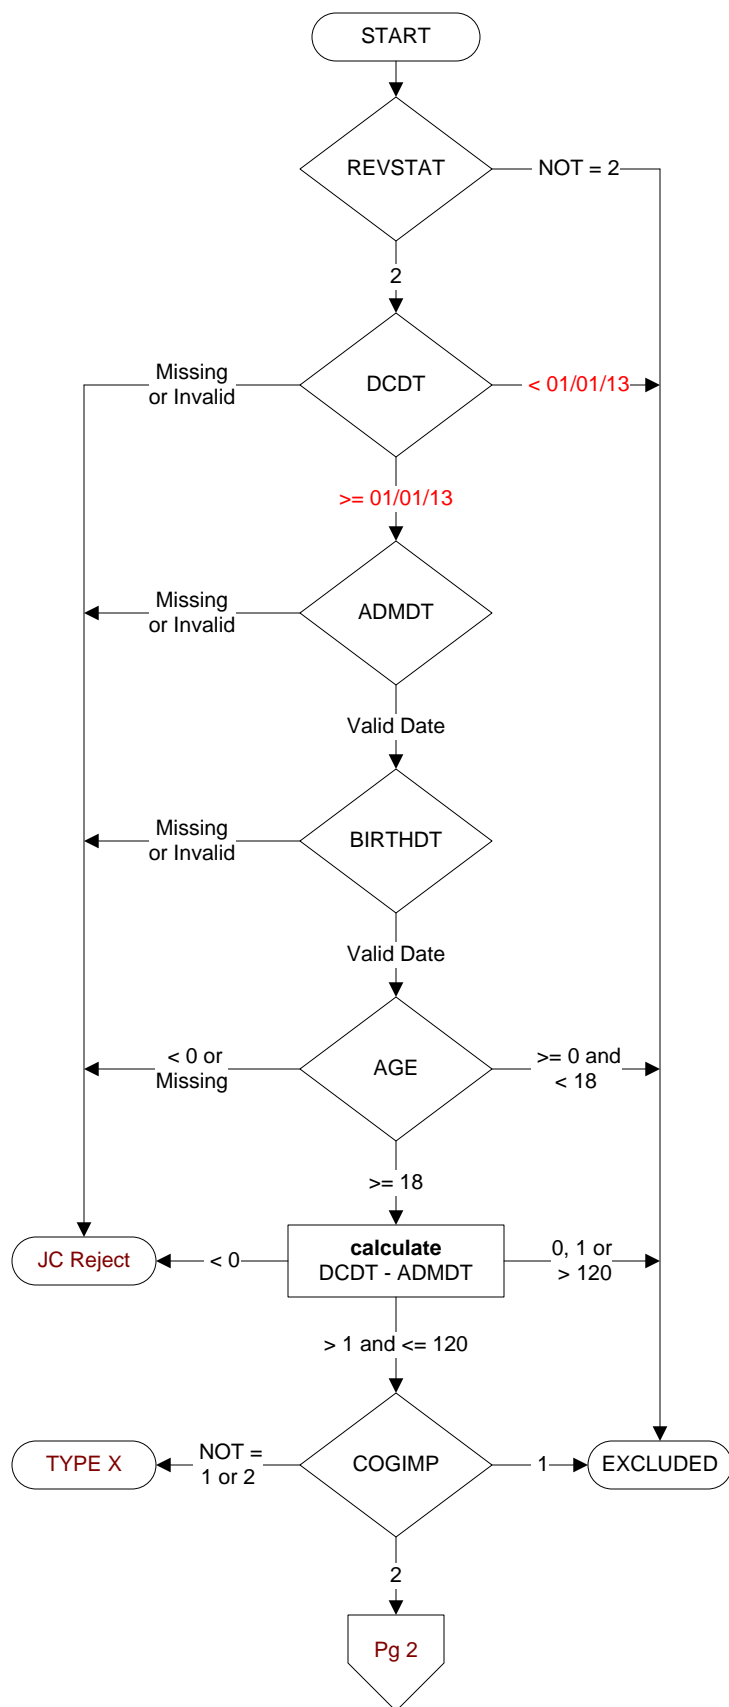 START
REVSTAT
NOT = 2
2
Missing
or Invalid
DCDT
< 01/01/13
>= 01/01/13
Missing
or Invalid
ADMDT
Valid Date
Missing
or Invalid
BIRTHDT
Valid Date
< 0 or
Missing
AGE
>= 0 and
< 18
>= 18
JC Reject
< 0
calculate
DCDT - ADMDT
0, 1 or
> 120
> 1 and <= 120
TYPE X
NOT =
1 or 2
COGIMP
1
EXCLUDED
2
Pg 2